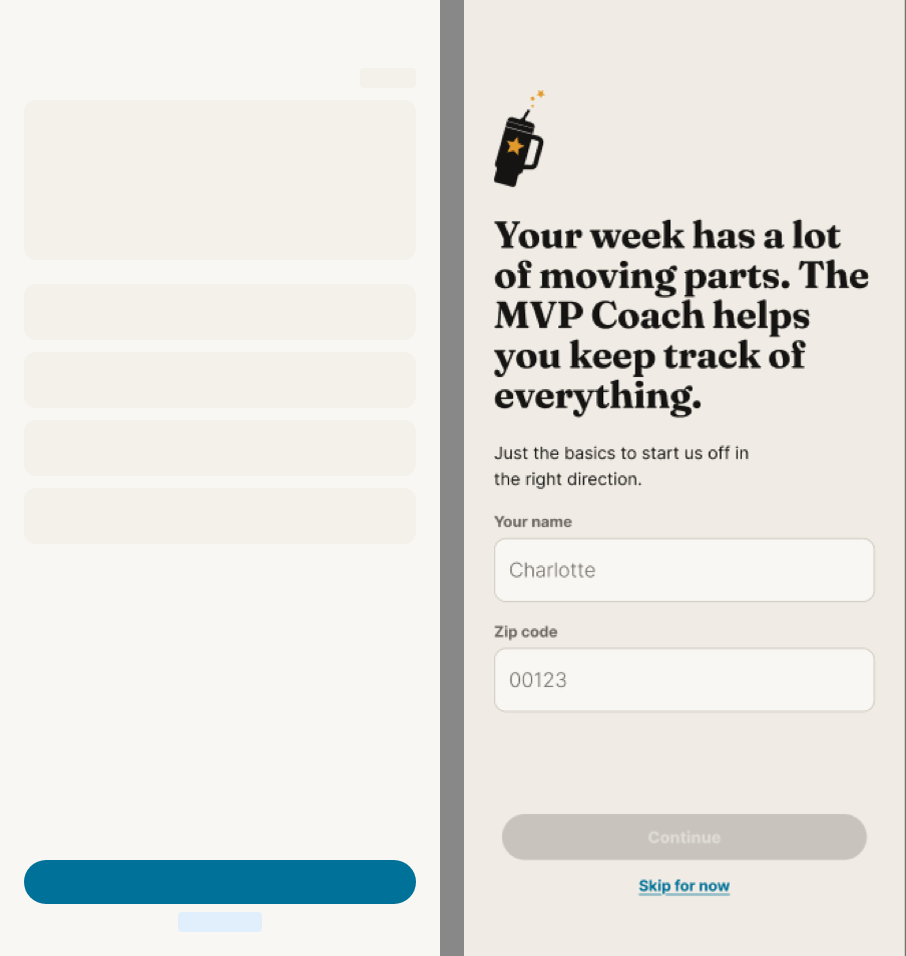 Your week has a lot
of moving parts. The
MVP Coach helps
you keep track of
everything.
Just the basics to start us off in
the right direction.
Your name
Charlotte
Zip code
00123
Continue
Skip for now